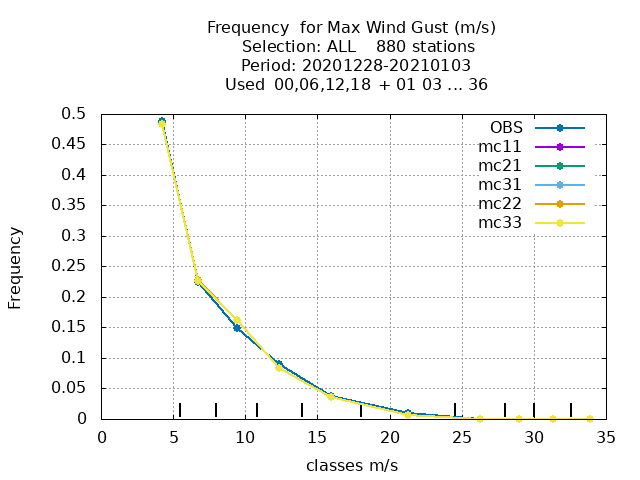 Frequency  for Max Wind Gust (m/s)
Selection: ALL    880 stations
Period: 20201228-20210103
Used  00,06,12,18  + 01 03 ... 36
0.5
0.45
0.4
0.35
0.3
0.25
0.2
0.15
0.1
0.05
0
Frequency
OBS
mc11
mc21
mc31
mc22
mc33
0 5 10 15 20 25 30 35
classes m/s